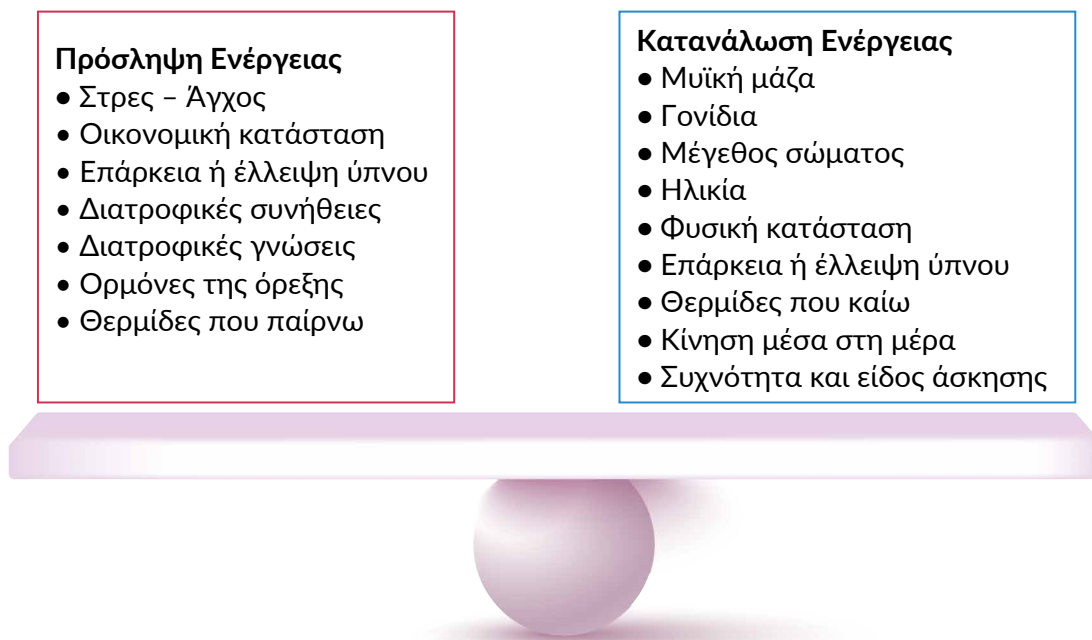 Πρόσληψη Ενέργειας
● Στρες – Άγχος
● Οικονομική κατάσταση
● Επάρκεια ή έλλειψη ύπνου
● Διατροφικές συνήθειες
● Διατροφικές γνώσεις
● Ορμόνες της όρεξης
● Θερμίδες που παίρνω
Κατανάλωση Ενέργειας
● Μυϊκή μάζα
● Γονίδια
● Μέγεθος σώματος
● Ηλικία
● Φυσική κατάσταση
● Επάρκεια ή έλλειψη ύπνου
● Θερμίδες που καίω
● Κίνηση μέσα στη μέρα
● Συχνότητα και είδος άσκησης